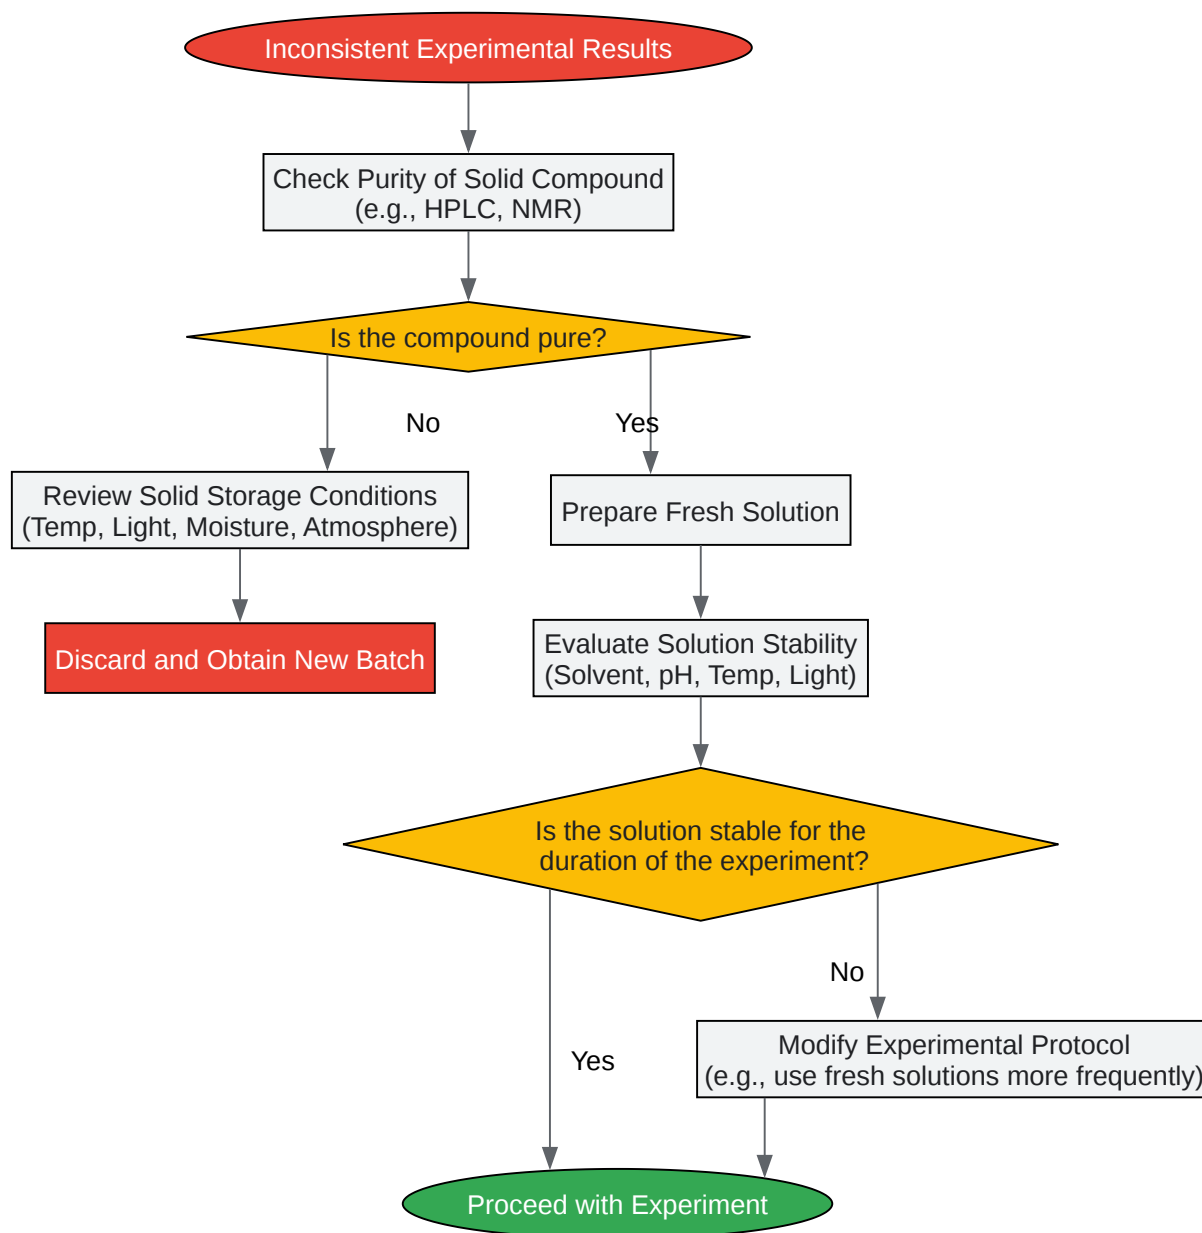 Inconsistent Experimental Results
Check Purity of Solid Compound
(e.g., HPLC, NMR)
Is the compound pure?
No
Yes
Review Solid Storage Conditions
(Temp, Light, Moisture, Atmosphere)
Prepare Fresh Solution
Discard and Obtain New Batch
Evaluate Solution Stability
(Solvent, pH, Temp, Light)
Is the solution stable for the
duration of the experiment?
No
Yes
Modify Experimental Protocol
(e.g., use fresh solutions more frequently)
Proceed with Experiment